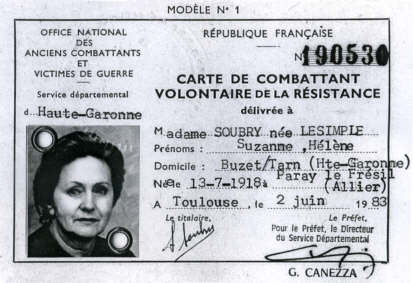 MODÈLE N° 1
OFFICE NATIONAL
DES
ANCIENS COMBATTANTS
ET
VICTIMES DE GUERRE
Service départemental
d Haute-Garonne
RÉPUBLIQUE FRANÇAISE
N 190530
CARTE DE COMBATTANT
VOLONTAIRE DE LA RÉSISTANCE
délivrée à
Madame SOUBRY née LESIMPLE
Prénoms : Suzanne ,Hélène
Domicile : Buzet/Tarn (Hte-Garonne)
Née le 13-7-1918 à Paray le Frésil
(Allier)
A Toulouse , le 2 juin 1983
Le titulaire,
Le Préfet,
Pour le Préfet, le Directeur
du Service Départemental
G. CANEZZA